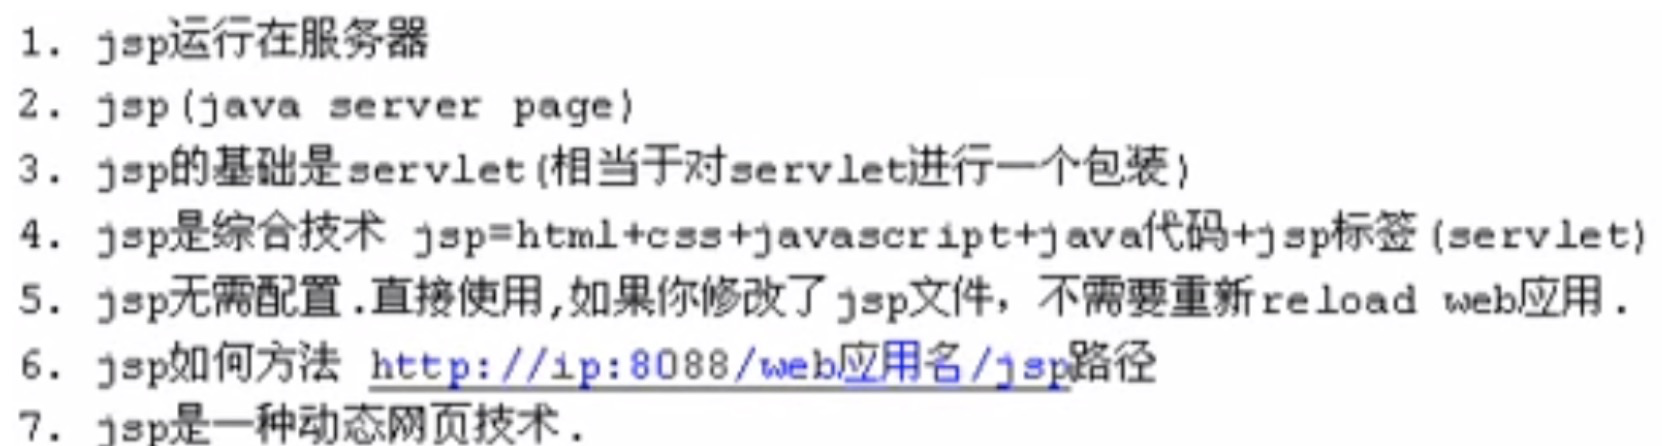 1. jsp运行在服务器
2. jsp(java server page)
3. jsp的基础是servlet(相当于对servlet进行一个包装)
4. jsp是综合技术 jsp=html+css+javascript+java代码+jsp标签(servlet)
5. jsp无需配置.直接使用,如果你修改了jsp文件，不需要重新reload web应用.
6. jsp如何方法 http://ip:8088/web应用名/jsp路径
7. jsp是一种动态网页技术.